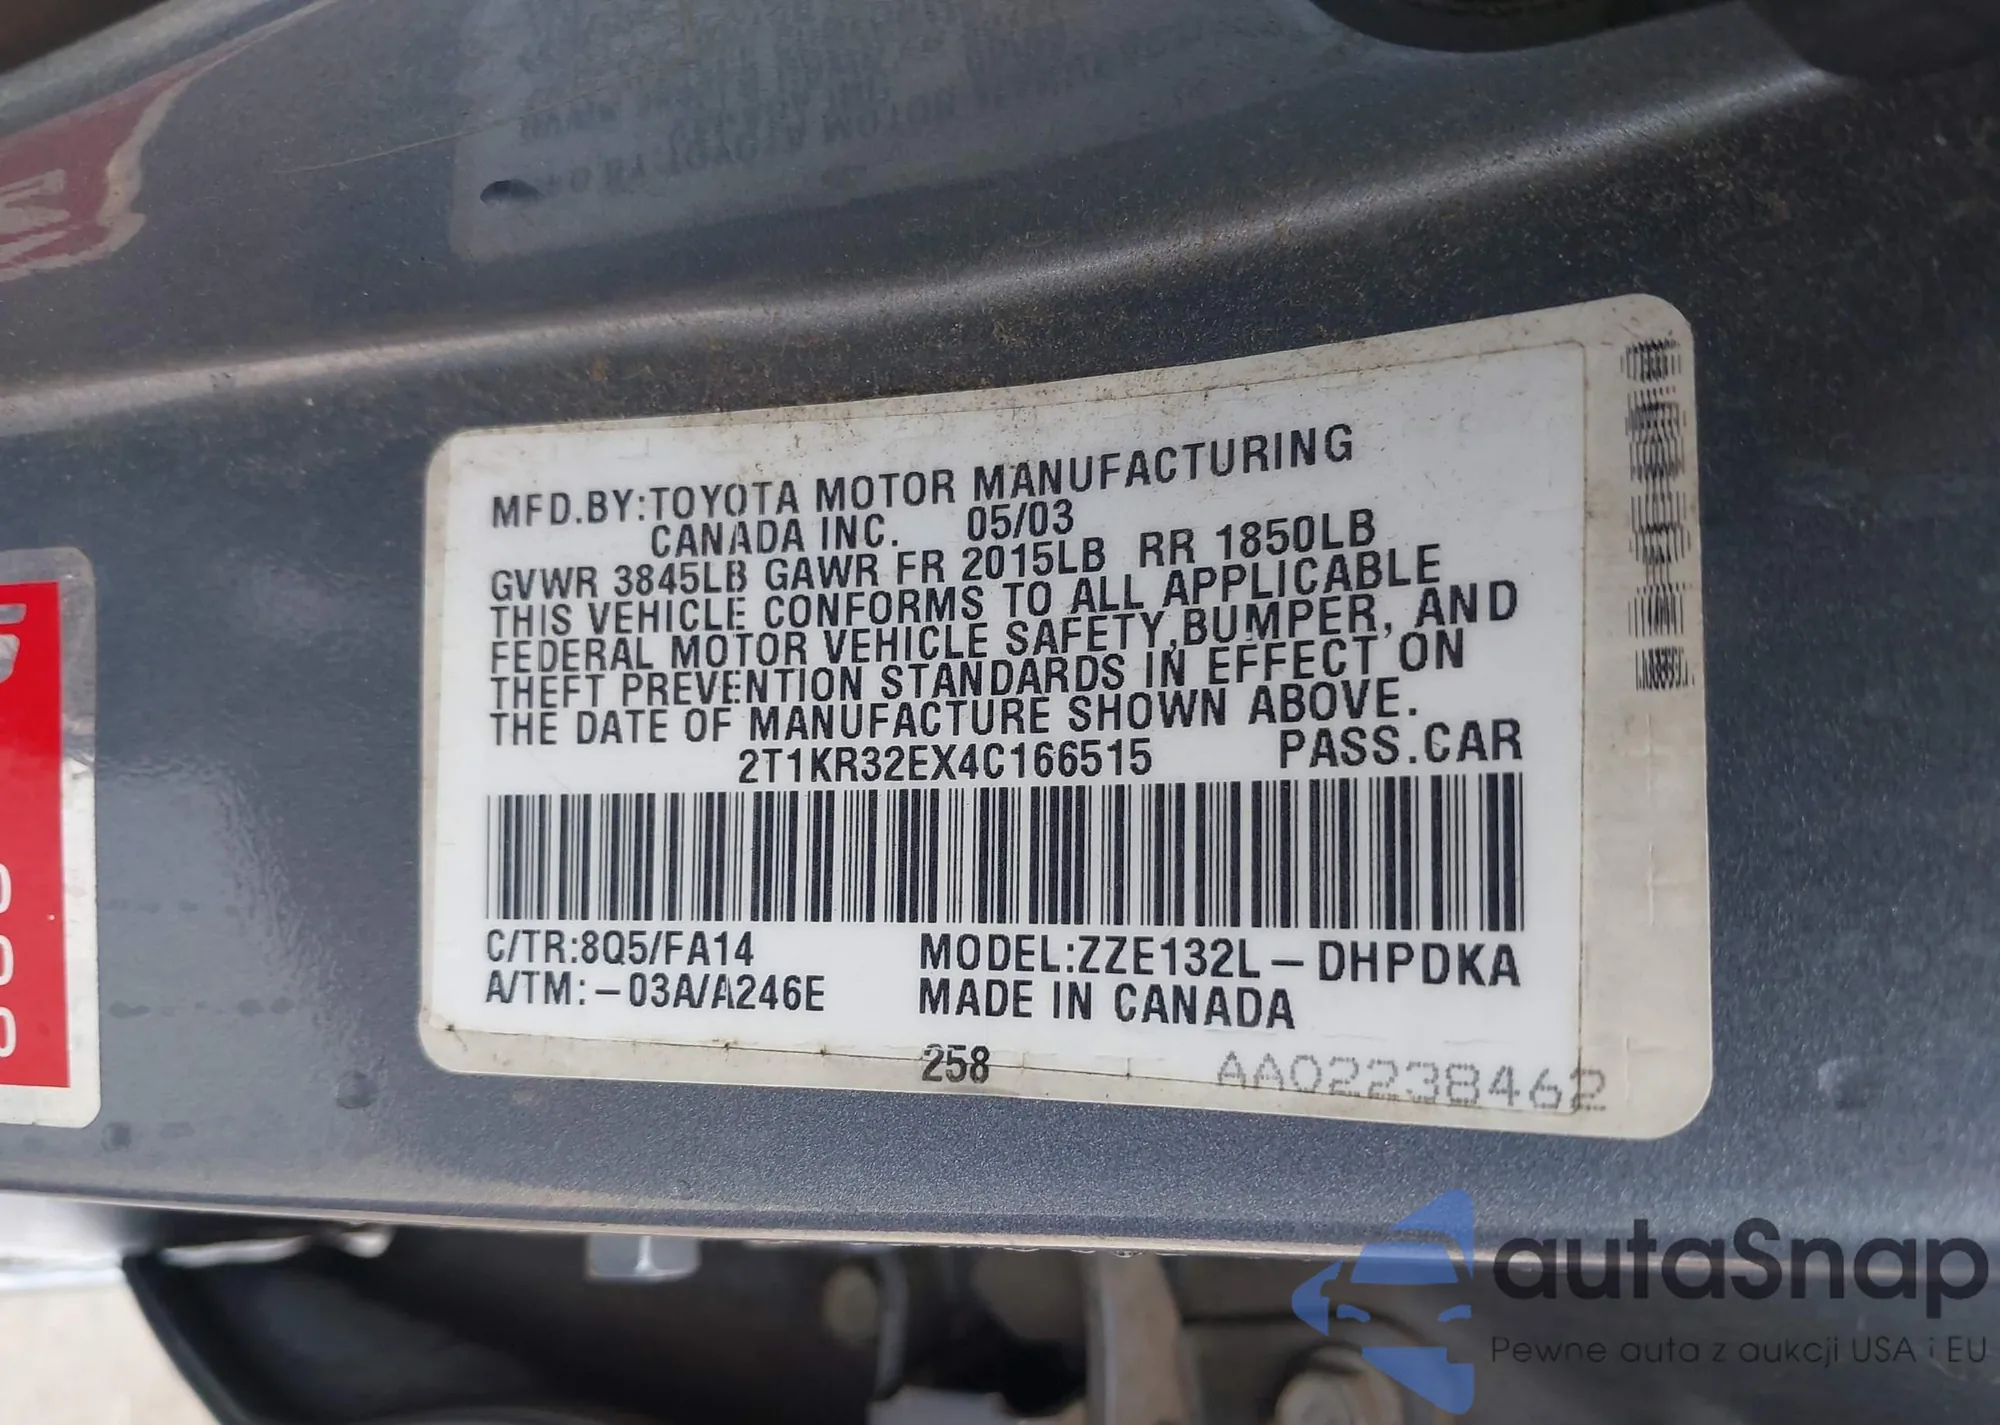 MFD.BY:TOYOTA MOTOR MANUFACTURING
CANADA INC. 05/03
GVWR 3845LB GAWR FR 2015LB RR 1850LB
THIS VEHICLE CONFORMS TO ALL APPLICABLE
FEDERAL MOTOR VEHICLE SAFETY,BUMPER, AND
THEFT PREVENTION STANDARDS IN EFFECT ON
THE DATE OF MANUFACTURE SHOWN ABOVE.
2T1KR32EX4C166515 PASS.CAR
C/TR:8Q5/FA14 MODEL:ZZE132L-DHPDKA
A/TM:-03A/A246E MADE IN CANADA
258 AA02238462
autaSnap
Pewne auta z aukcji USA i EU